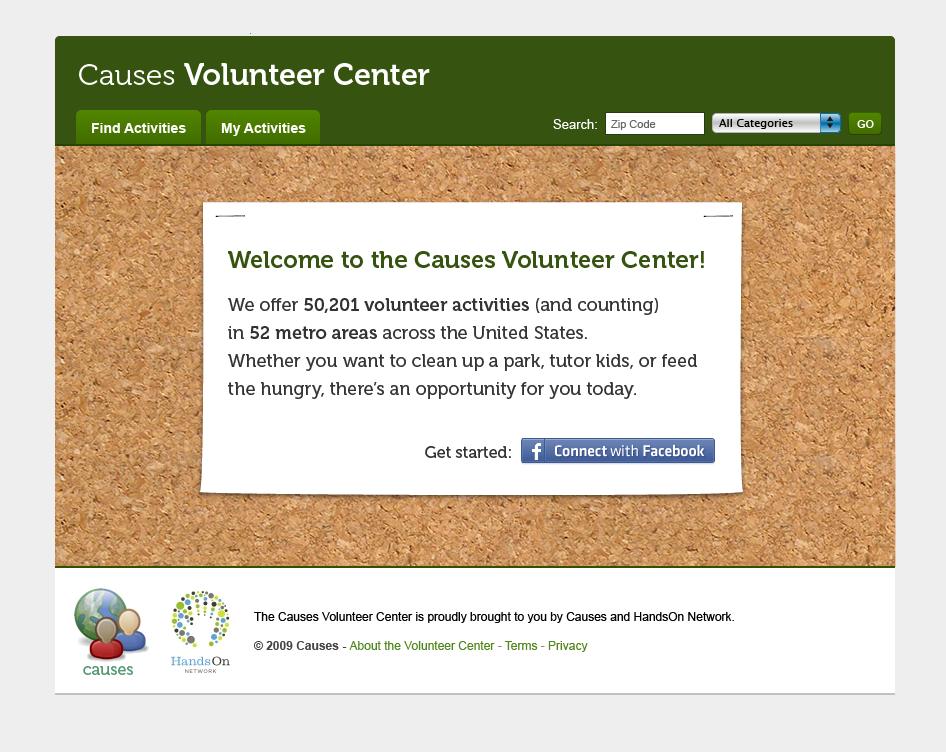 Causes Volunteer Center
Find Activities
My Activities
Search:
Zip Code
All Categories
GO
Welcome to the Causes Volunteer Center!
We offer 50,201 volunteer activities (and counting)
in 52 metro areas across the United States.
Whether you want to clean up a park, tutor kids, or feed
the hungry, there's an opportunity for you today.
Get started:
f Connect with Facebook
causes
HandsOn
NETWORK
The Causes Volunteer Center is proudly brought to you by Causes and HandsOn Network.
© 2009 Causes - About the Volunteer Center - Terms - Privacy